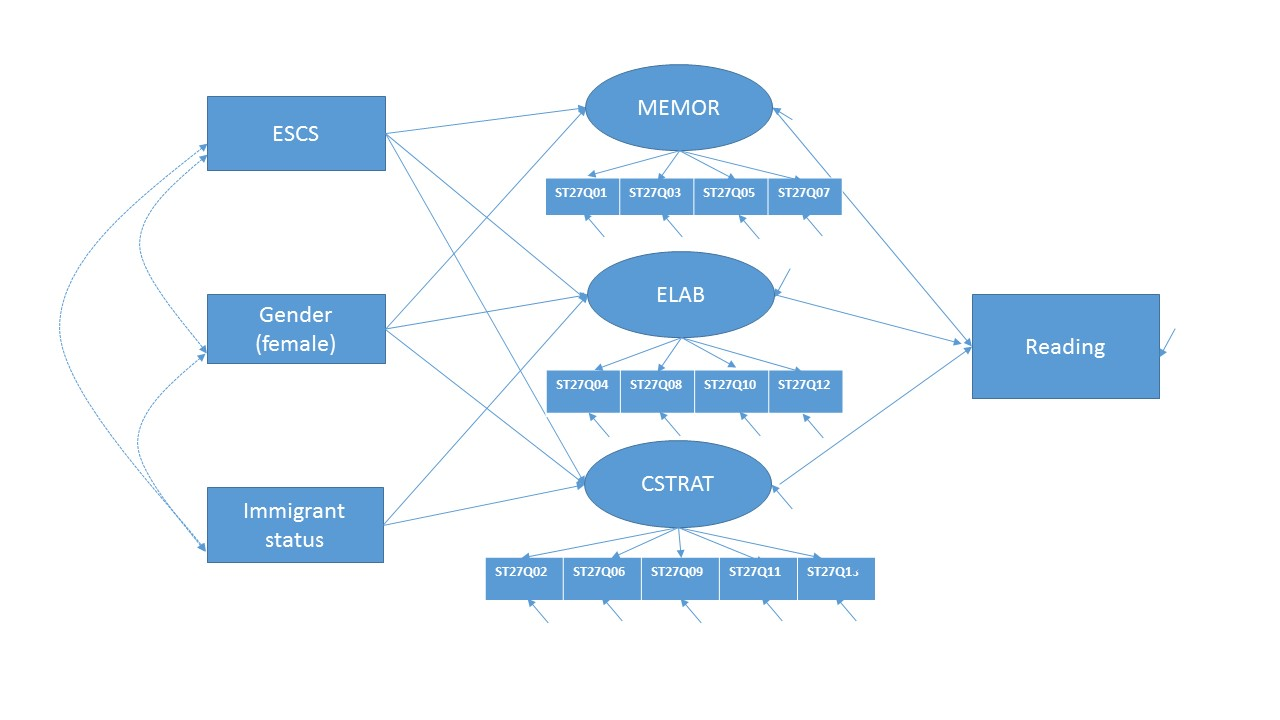 MEMOR
ESCS
ST27Q01 ST27Q03 ST27Q05 ST27Q07
ELAB
Gender
(female)
Reading
ST27Q04 ST27Q08 ST27Q10 ST27Q12
CSTRAT
Immigrant
status
ST27Q02 ST27Q06 ST27Q09 ST27Q11